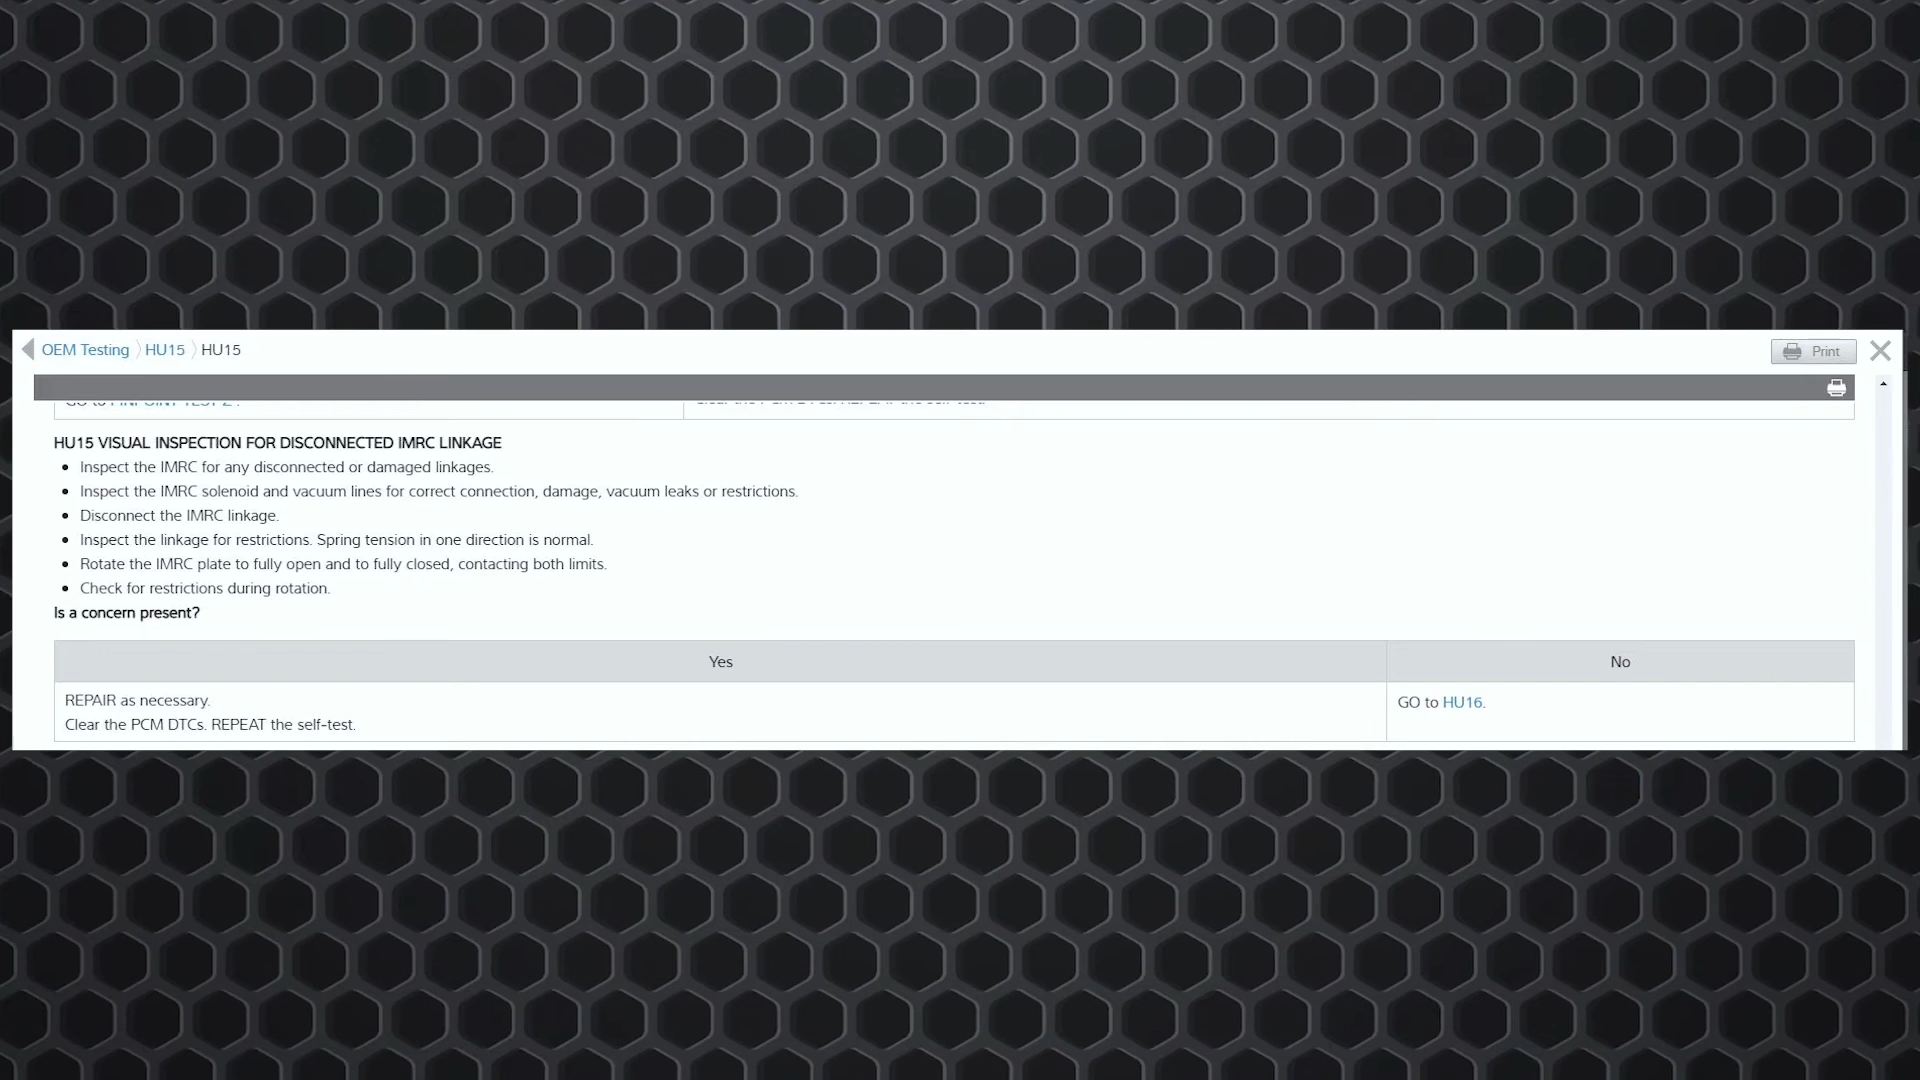 OEM Testing HU15 HU15
Print
HU15 VISUAL INSPECTION FOR DISCONNECTED IMRC LINKAGE
• Inspect the IMRC for any disconnected or damaged linkages.
• Inspect the IMRC solenoid and vacuum lines for correct connection, damage, vacuum leaks or restrictions.
• Disconnect the IMRC linkage.
• Inspect the linkage for restrictions. Spring tension in one direction is normal.
• Rotate the IMRC plate to fully open and to fully closed, contacting both limits.
• Check for restrictions during rotation.
Is a concern present?
Yes
No
REPAIR as necessary.
Clear the PCM DTCs. REPEAT the self-test.
GO to HU16.